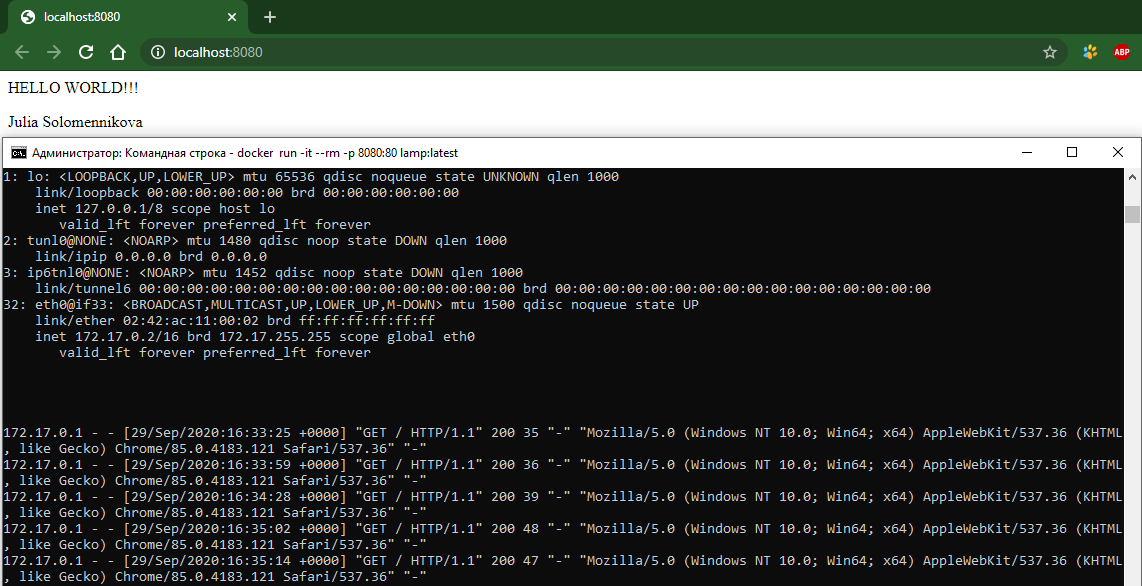 localhost:8080
localhost:8080
ABP
HELLO WORLD!!!
Julia Solomennikova
C:\.
Администратор: Командная строка - docker run -it --rm -p 8080:80 lamp:latest
1: lo: <LOOPBACK,UP,LOWER_UP> mtu 65536 qdisc noqueue state UNKNOWN qlen 1000
link/loopback 00:00:00:00:00:00 brd 00:00:00:00:00:00
inet 127.0.0.1/8 scope host lo
valid_lft forever preferred_lft forever
2: tunl0@NONE: <NOARP> mtu 1480 qdisc noop state DOWN qlen 1000
link/ipip 0.0.0.0 brd 0.0.0.0
3: ip6tnl0@NONE: <NOARP> mtu 1452 qdisc noop state DOWN qlen 1000
link/tunnel6 00:00:00:00:00:00:00:00:00:00:00:00:00:00:00:00 brd 00:00:00:00:00:00:00:00:00:00:00:00:00:00:00:00
32: eth0@if33: <BROADCAST,MULTICAST,UP,LOWER_UP,M-DOWN> mtu 1500 qdisc noqueue state UP
link/ether 02:42:ac:11:00:02 brd ff:ff:ff:ff:ff:ff
inet 172.17.0.2/16 brd 172.17.255.255 scope global eth0
valid_lft forever preferred_lft forever
172.17.0.1 - - [29/Sep/2020:16:33:25 +0000] "GET / HTTP/1.1" 200 35 "-" "Mozilla/5.0 (Windows NT 10.0; Win64; x64) AppleWebKit/537.36 (KHTML
, like Gecko) Chrome/85.0.4183.121 Safari/537.36" "-"
172.17.0.1 - - [29/Sep/2020:16:33:59 +0000] "GET / HTTP/1.1" 200 36 "-" "Mozilla/5.0 (Windows NT 10.0; Win64; x64) AppleWebKit/537.36 (KHTML
, like Gecko) Chrome/85.0.4183.121 Safari/537.36" "-"
172.17.0.1 - - [29/Sep/2020:16:34:28 +0000] "GET / HTTP/1.1" 200 39 "-" "Mozilla/5.0 (Windows NT 10.0; Win64; x64) AppleWebKit/537.36 (KHTML
, like Gecko) Chrome/85.0.4183.121 Safari/537.36" "-"
172.17.0.1 - - [29/Sep/2020:16:35:02 +0000] "GET / HTTP/1.1" 200 48 "-" "Mozilla/5.0 (Windows NT 10.0; Win64; x64) AppleWebKit/537.36 (KHTML
, like Gecko) Chrome/85.0.4183.121 Safari/537.36" "-"
172.17.0.1 - - [29/Sep/2020:16:35:14 +0000] "GET / HTTP/1.1" 200 47 "-" "Mozilla/5.0 (Windows NT 10.0; Win64; x64) AppleWebKit/537.36 (KHTML
, like Gecko) Chrome/85.0.4183.121 Safari/537.36" "-"